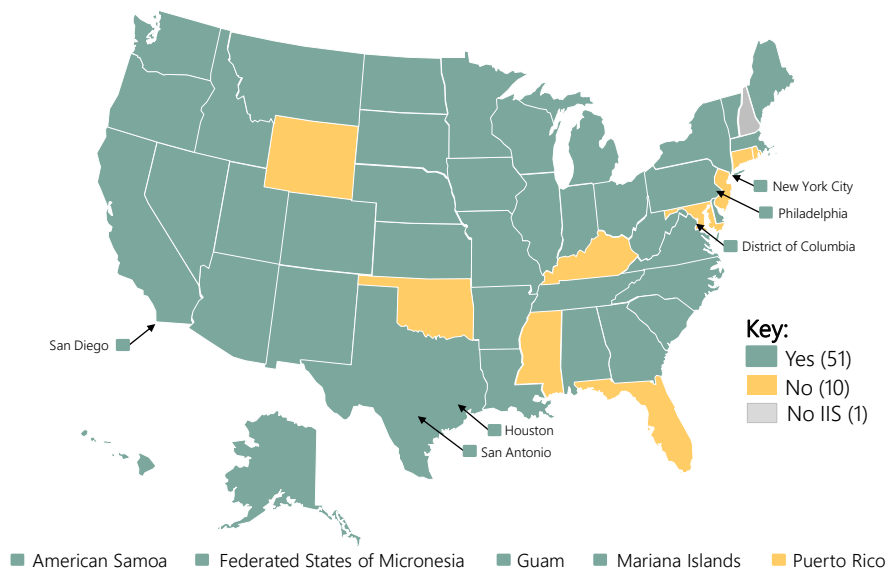 New York City
Philadelphia
District of Columbia
San Diego
Key:
Yes (51)
No (10)
No IIS (1)
Houston
San Antonio
American Samoa
Federated States of Micronesia
Guam
Mariana Islands
Puerto Rico